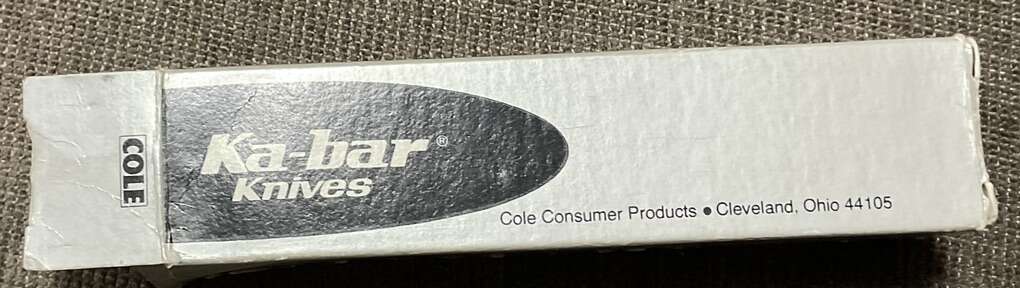 COLE
Ka-bar®
Knives
Cole Consumer Products • Cleveland, Ohio 44105